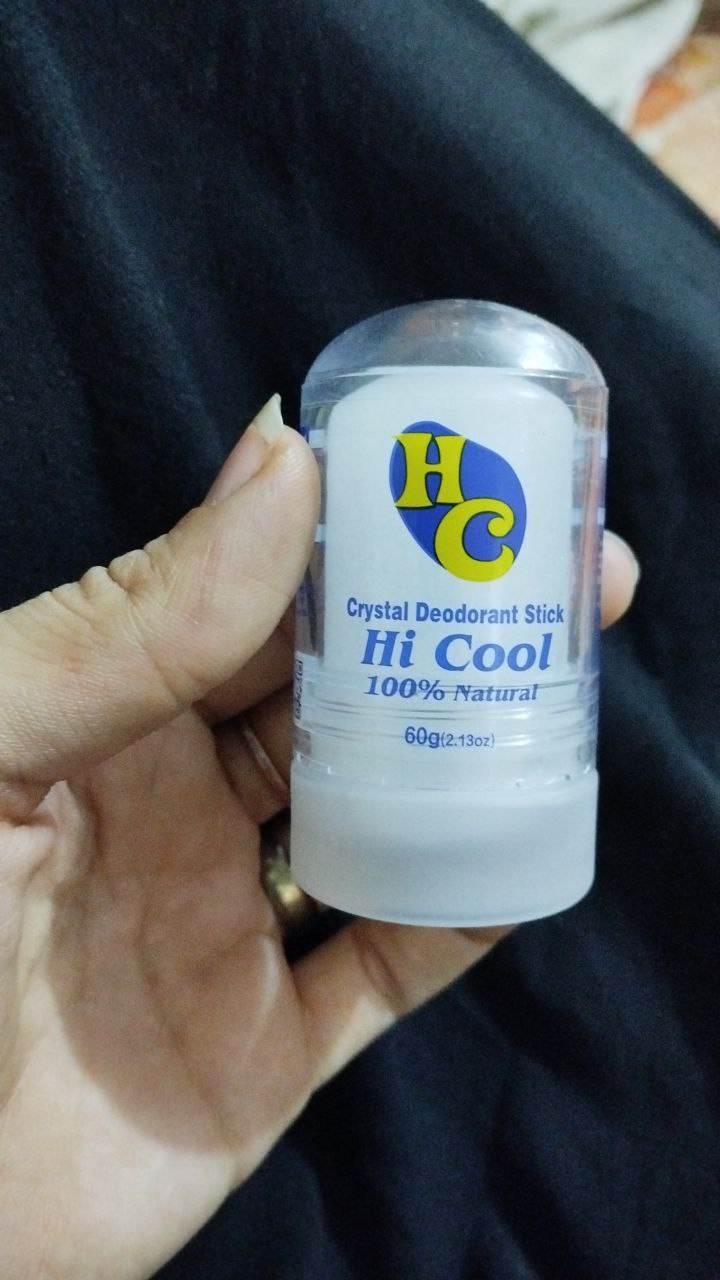 HC
Crystal Deodorant Stick
Hi Cool
100% Natural
60g(2.13oz)